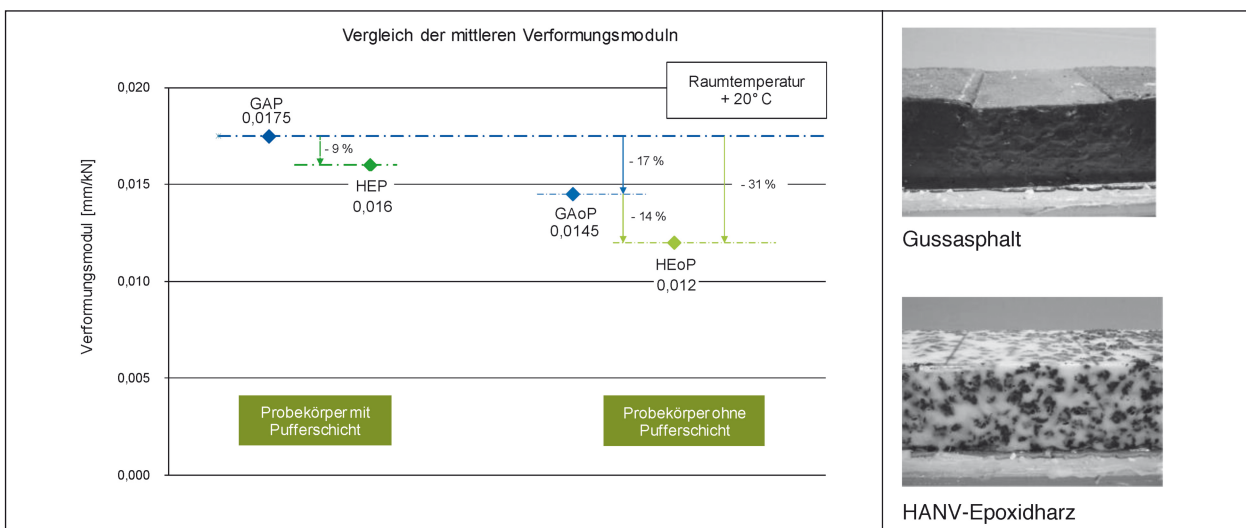 Vergleich der mittleren Verformungsmoduln
Verformungsmodul [mm/kN]
0,020
0,015
0,010
0,005
0,000
Raumtemperatur
+ 20° C
GAP
0,0175
- 9 %
HEP
0,016
- 17 %
- 31 %
GAoP
0,0145
- 14 %
HEoP
0,012
Probekörper mit
Pufferschicht
Probekörper ohne
Pufferschicht
Gussasphalt
HANV-Epoxidharz